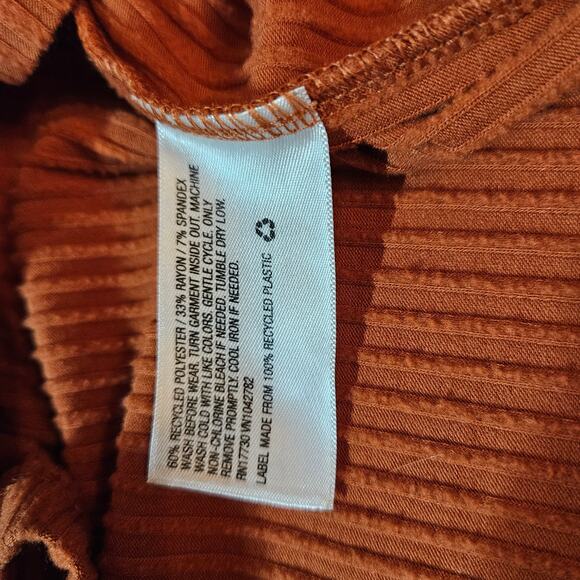 60% RECYCLED POLYESTER / 33% RAYON / 7% SPANDEX
WASH BEFORE WEAR. TURN GARMENT INSIDE OUT. MACHINE
WASH COLD WITH LIKE COLORS. GENTLE CYCLE. ONLY
NON-CHLORINE BLEACH IF NEEDED. TUMBLE DRY LOW.
REMOVE PROMPTLY. COOL IRON IF NEEDED.
RN17730 VN1042782
LABEL MADE FROM 100% RECYCLED PLASTIC